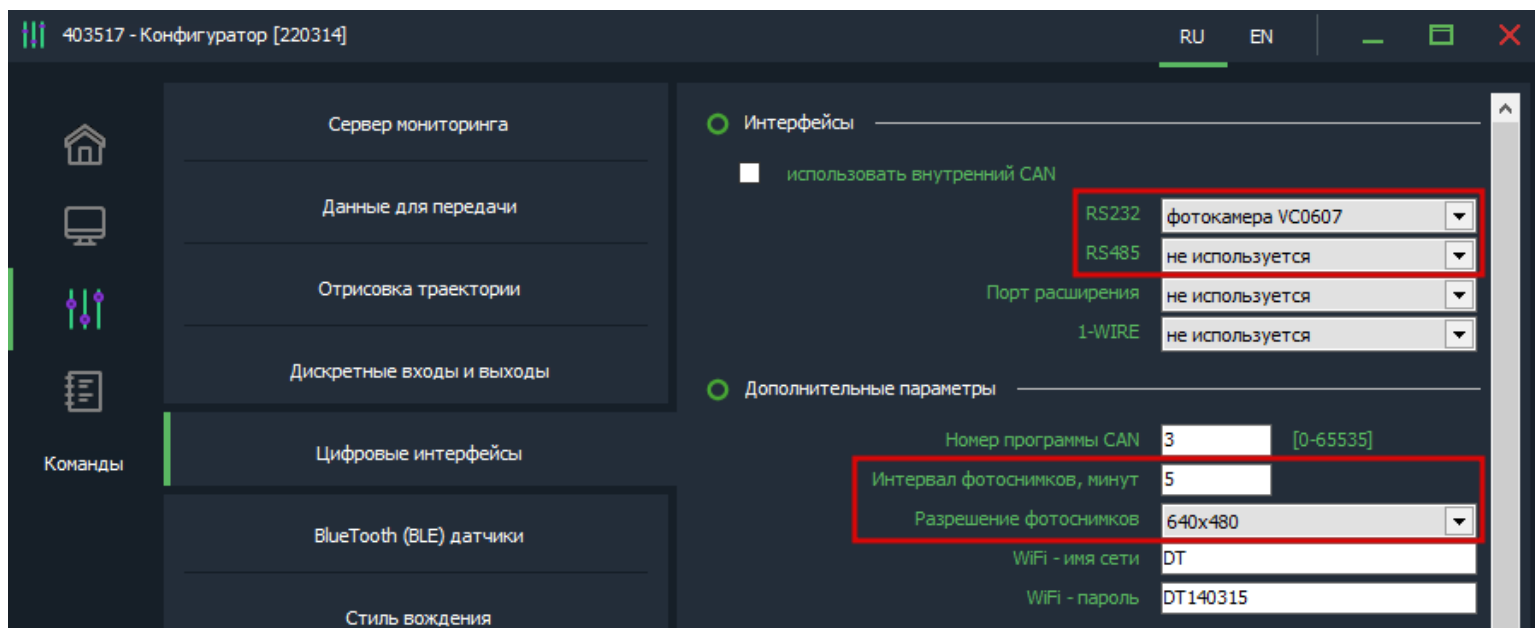 403517 - Конфигуратор [220314]
RU EN
Сервер мониторинга
Данные для передачи
Отрисовка траектории
Дискретные входы и выходы
Цифровые интерфейсы
BlueTooth (BLE) датчики
Стиль вождения
Команды
Интерфейсы
использовать внутренний CAN
RS232 фотокамера VC0607
RS485 не используется
Порт расширения не используется
1-WIRE не используется
Дополнительные параметры
Номер программы CAN 3 [0-65535]
Интервал фотоснимков, минут 5
Разрешение фотоснимков 640x480
WiFi - имя сети DT
WiFi - пароль DT140315